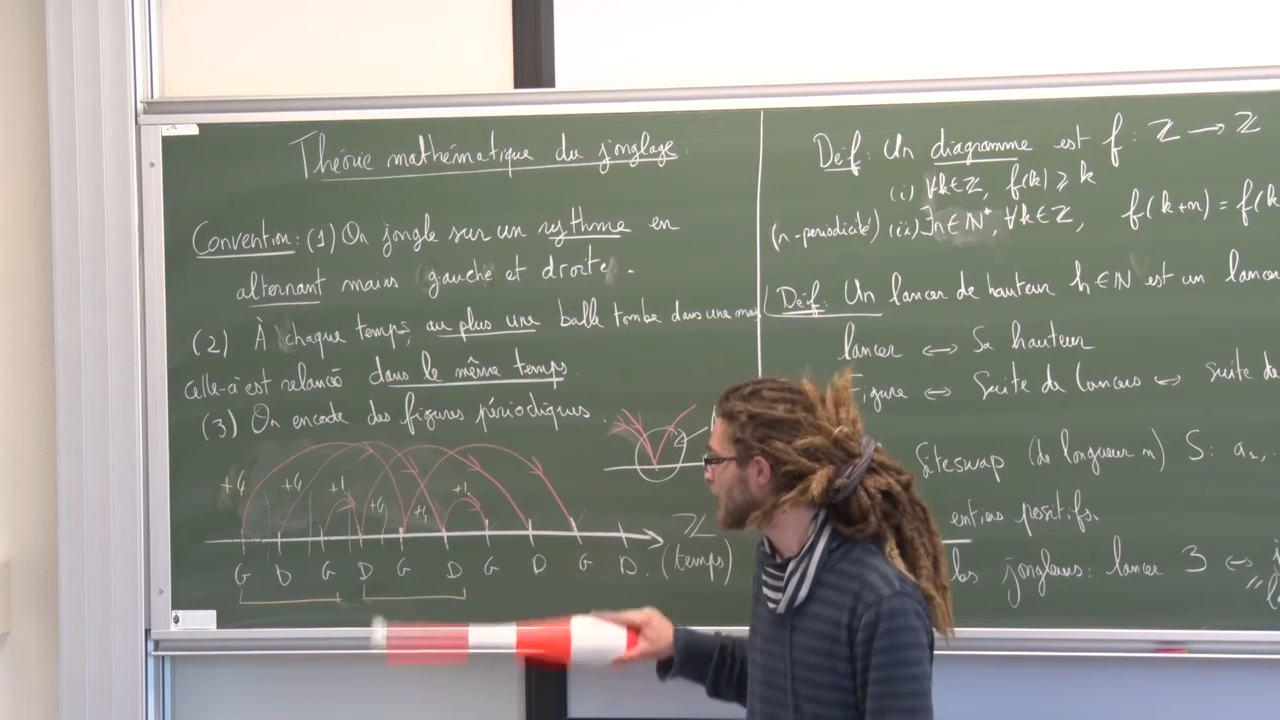 Théorie mathématique du jonglage.
Convention: (1) On jongle sur un rythme en
alternant mains gauche et droite.
(2) À chaque temps, au plus une balle tombe dans une main
celle-ci est relancé dans le même temps.
(3) On encode des figures périodiques.
+4 +4 +1 +4 +4 +1
Z
G D G D G D G D G D. (temps)
Déf: Un diagramme est f: Z → Z
(i) ∀k∈Z, f(k) ⩾ k
(n-périodicité) (ii) ∃n∈N*, ∀k∈Z, f(k+n) = f(k
Déf: Un lancer de hauteur h∈N est un lancer
lancer ↔ Sa hauteur
Figure ↔ Suite de lancers ↔ suite de
Siteswap (de longueur n) S: a₁,
entiers positifs.
les jongleurs: lancer 3 ↔